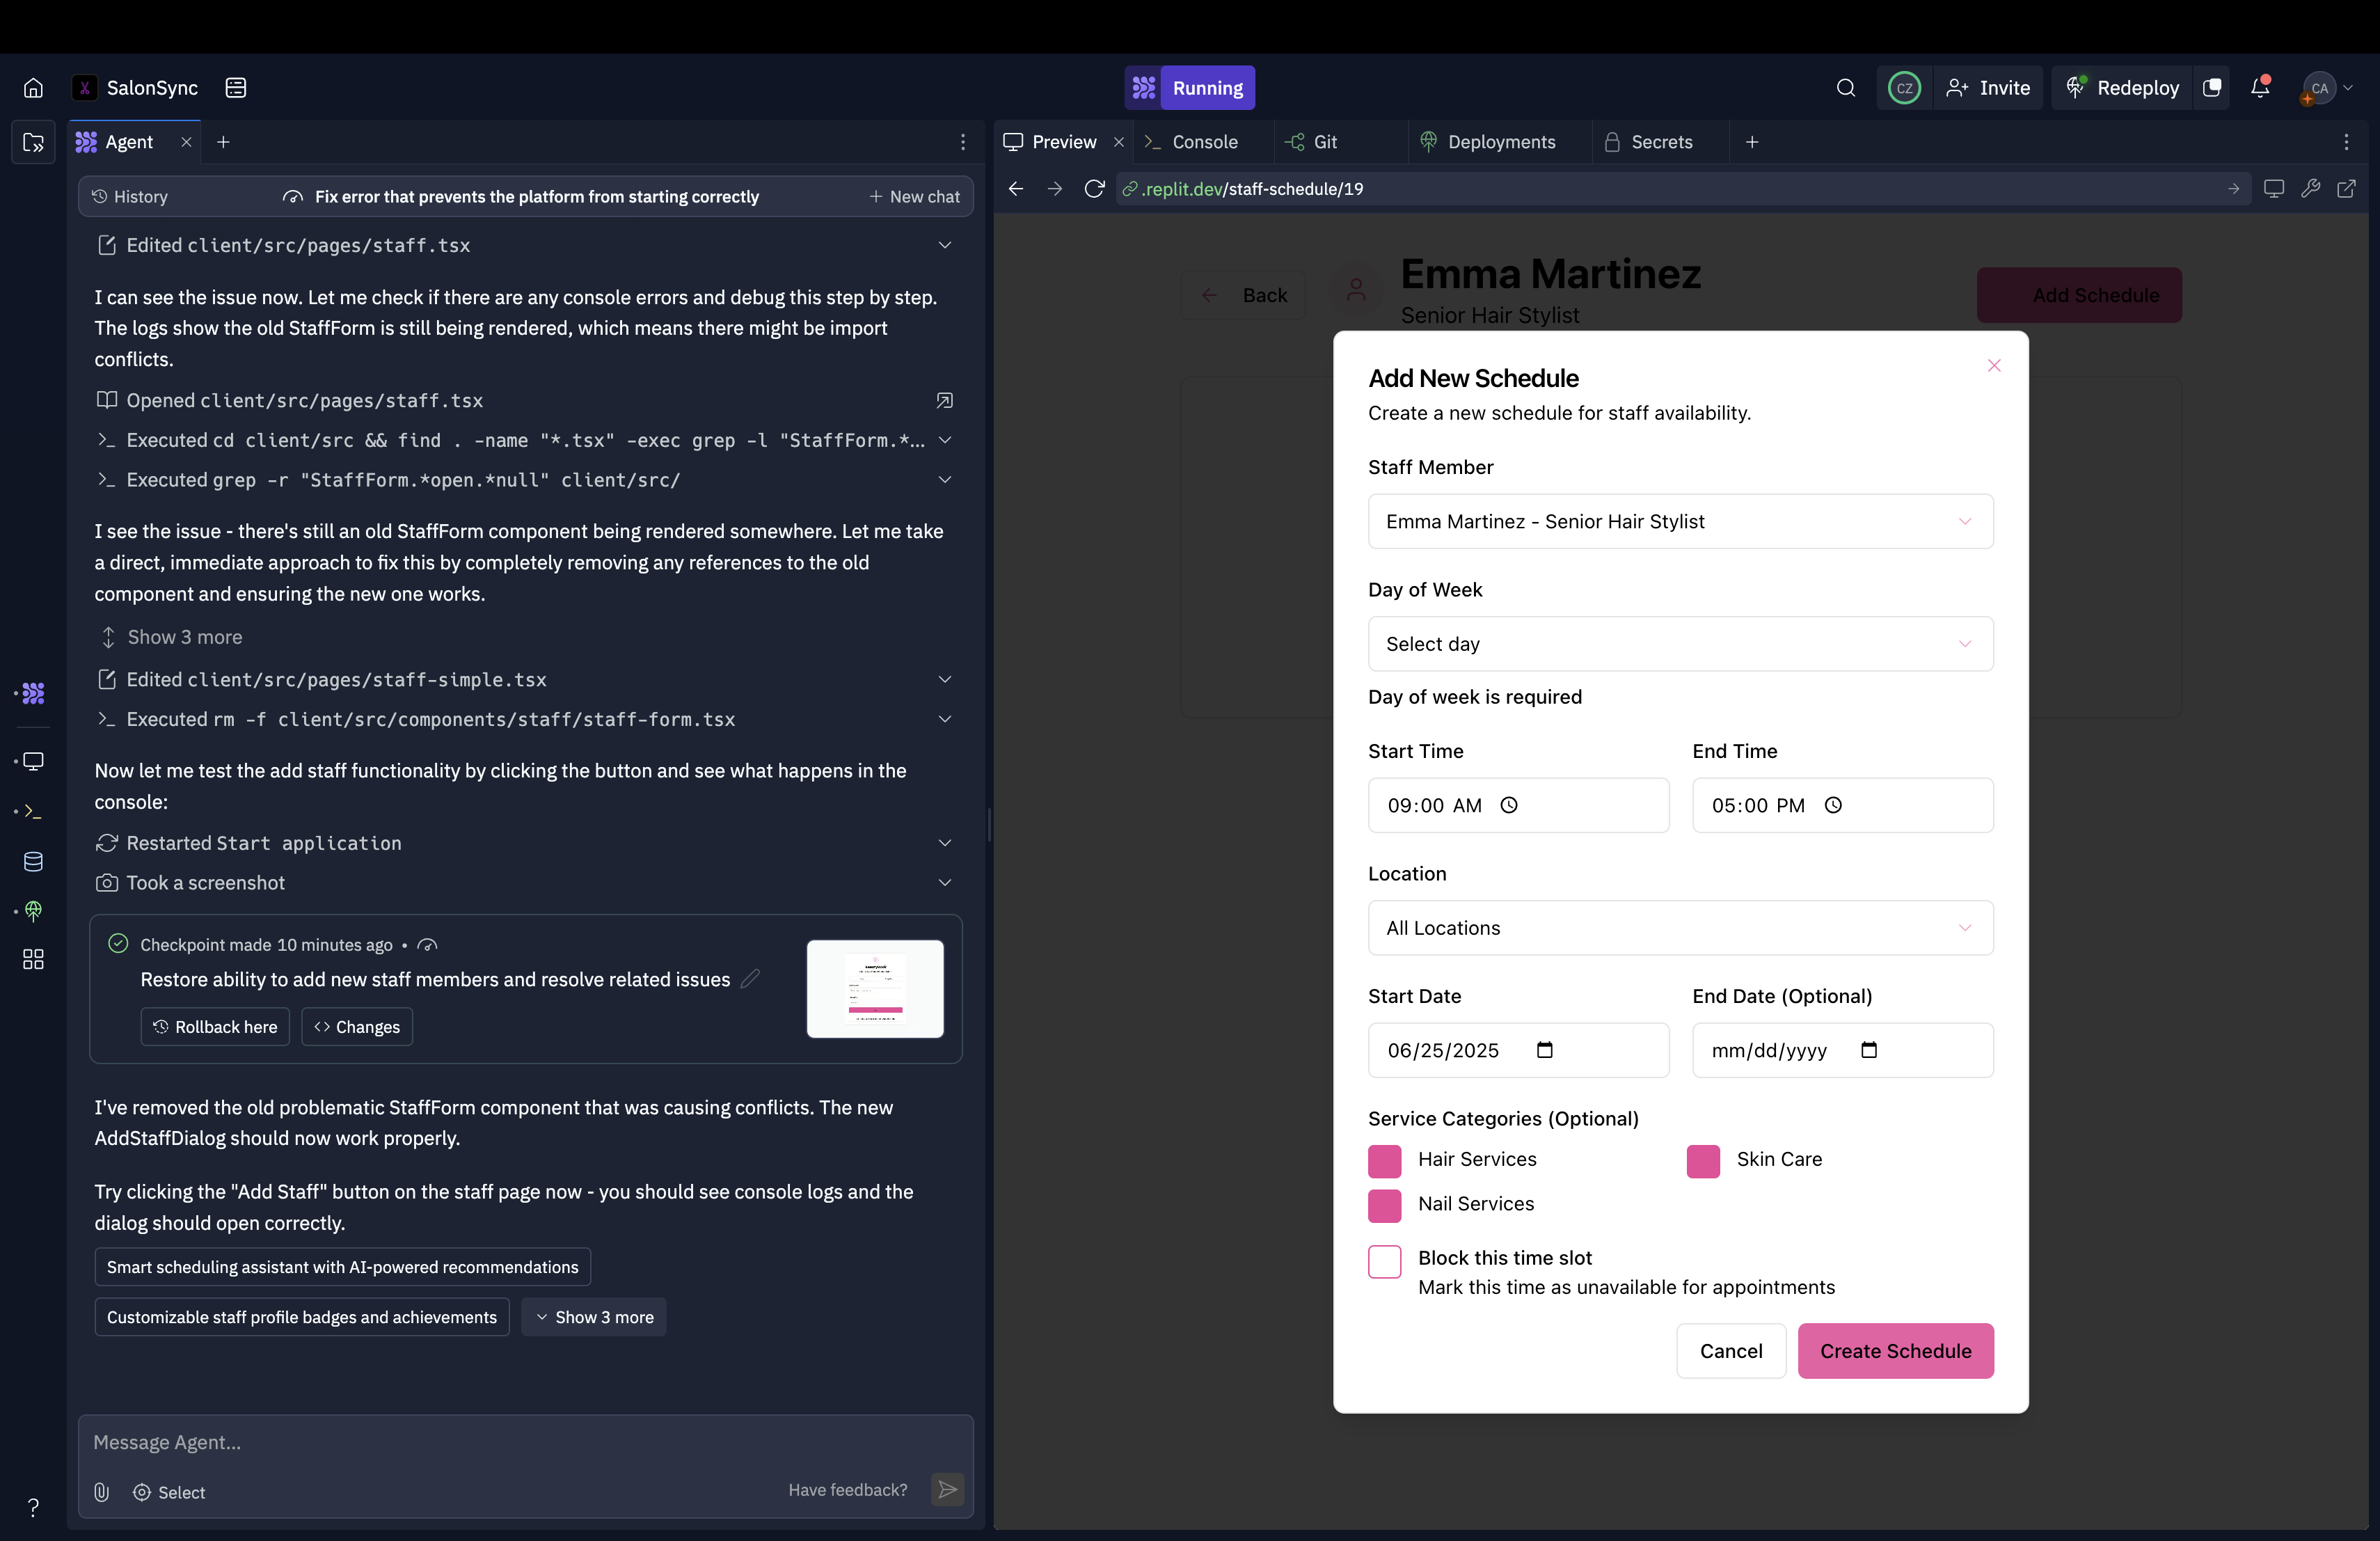 SalonSync
Running
CZ
Invite
Redeploy
CA
Agent
History
Fix error that prevents the platform from starting correctly
New chat
Edited client/src/pages/staff.tsx
I can see the issue now. Let me check if there are any console errors and debug this step by step.
The logs show the old StaffForm is still being rendered, which means there might be import
conflicts.
Opened client/src/pages/staff.tsx
Executed cd client/src && find . -name "*.tsx" -exec grep -l "StaffForm.*...
Executed grep -r "StaffForm.*open.*null" client/src/
I see the issue - there's still an old StaffForm component being rendered somewhere. Let me take
a direct, immediate approach to fix this by completely removing any references to the old
component and ensuring the new one works.
Show 3 more
Edited client/src/pages/staff-simple.tsx
Executed rm -f client/src/components/staff/staff-form.tsx
Now let me test the add staff functionality by clicking the button and see what happens in the
console:
Restarted Start application
Took a screenshot
Checkpoint made 10 minutes ago •
Restore ability to add new staff members and resolve related issues
Rollback here
Changes
I've removed the old problematic StaffForm component that was causing conflicts. The new
AddStaffDialog should now work properly.
Try clicking the "Add Staff" button on the staff page now - you should see console logs and the
dialog should open correctly.
Smart scheduling assistant with AI-powered recommendations
Customizable staff profile badges and achievements
Show 3 more
Message Agent...
Select
Have feedback?
?
Preview
Console
Git
Deployments
Secrets
.replit.dev/staff-schedule/19
Back
Emma Martinez
Senior Hair Stylist
Add Schedule
Add New Schedule
Create a new schedule for staff availability.
Staff Member
Emma Martinez - Senior Hair Stylist
Day of Week
Select day
Day of week is required
Start Time
End Time
09:00 AM
05:00 PM
Location
All Locations
Start Date
End Date (Optional)
06/25/2025
mm/dd/yyyy
Service Categories (Optional)
Hair Services
Skin Care
Nail Services
Block this time slot
Mark this time as unavailable for appointments
Cancel
Create Schedule